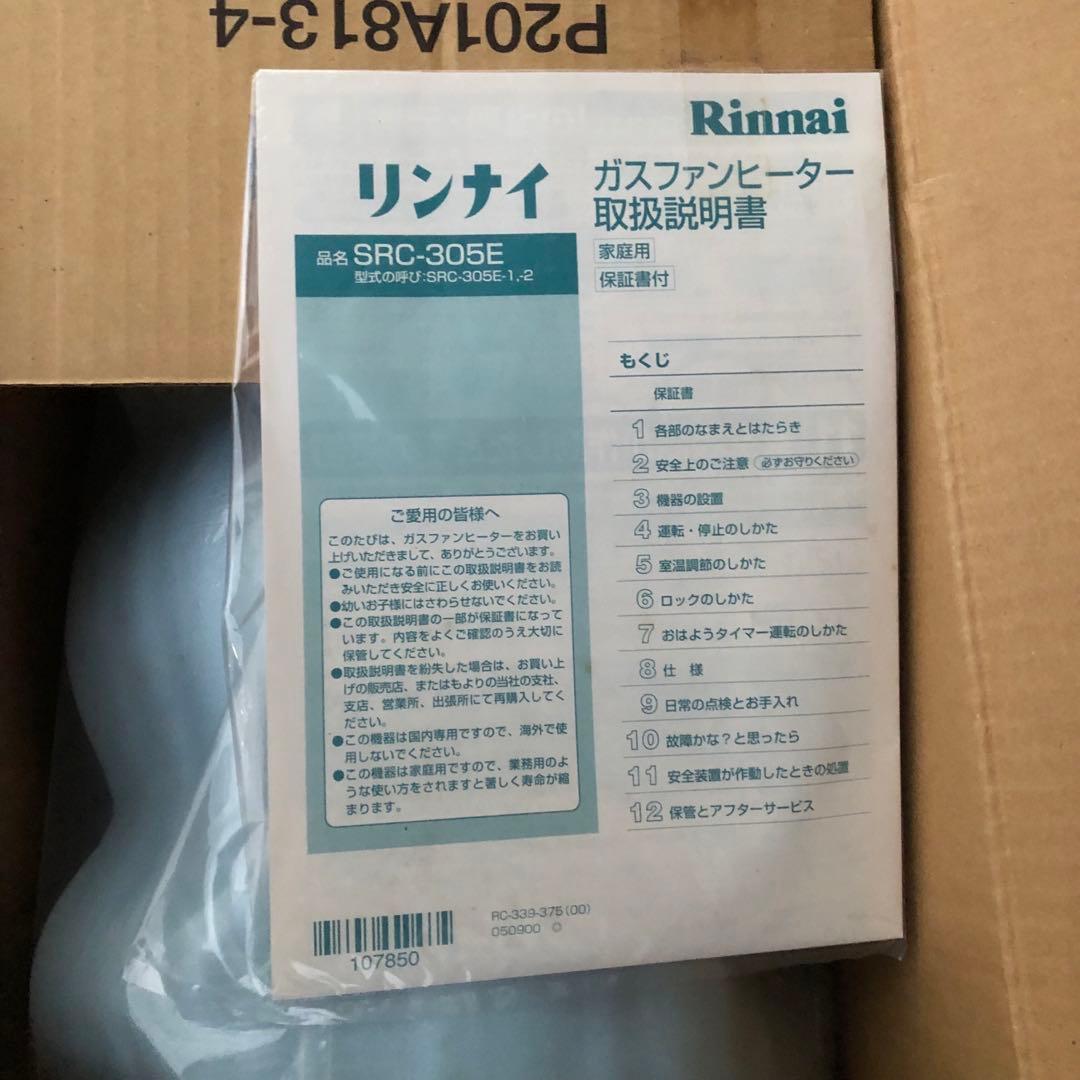 P201A813-4
Rinnai
リンナイ
ガスファンヒーター
取扱説明書
家庭用
保証書付
品名 SRC-305E
型式の呼び:SRC-305E-1,-2
もくじ
保証書
1 各部のなまえとはたらき
2 安全上のご注意 必ずお守りください
3 機器の設置
4 運転・停止のしかた
5 室温調節のしかた
6 ロックのしかた
7 おはようタイマー運転のしかた
8 仕 様
9 日常の点検とお手入れ
10 故障かな?と思ったら
11 安全装置が作動したときの処置
12 保管とアフターサービス
ご愛用の皆様へ
このたびは、ガスファンヒーターをお買い
上げいただきまして、ありがとうございます。
●ご使用になる前にこの取扱説明書をお読
みいただき安全に正しくお使いください。
●幼いお子様にはさわらせないでください。
●この取扱説明書の一部が保証書になって
います。内容をよくご確認のうえ大切に
保管してください。
●取扱説明書を紛失した場合は、お買い上
げの販売店、またはもよりの当社の支社、
支店、営業所、出張所にて再購入してく
ださい。
●この機器は国内専用ですので、海外で使
用しないでください。
●この機器は家庭用ですので、業務用のよ
うな使い方をされますと著しく寿命が縮
まります。
107850
RC-339-375(00)
050900 ◎